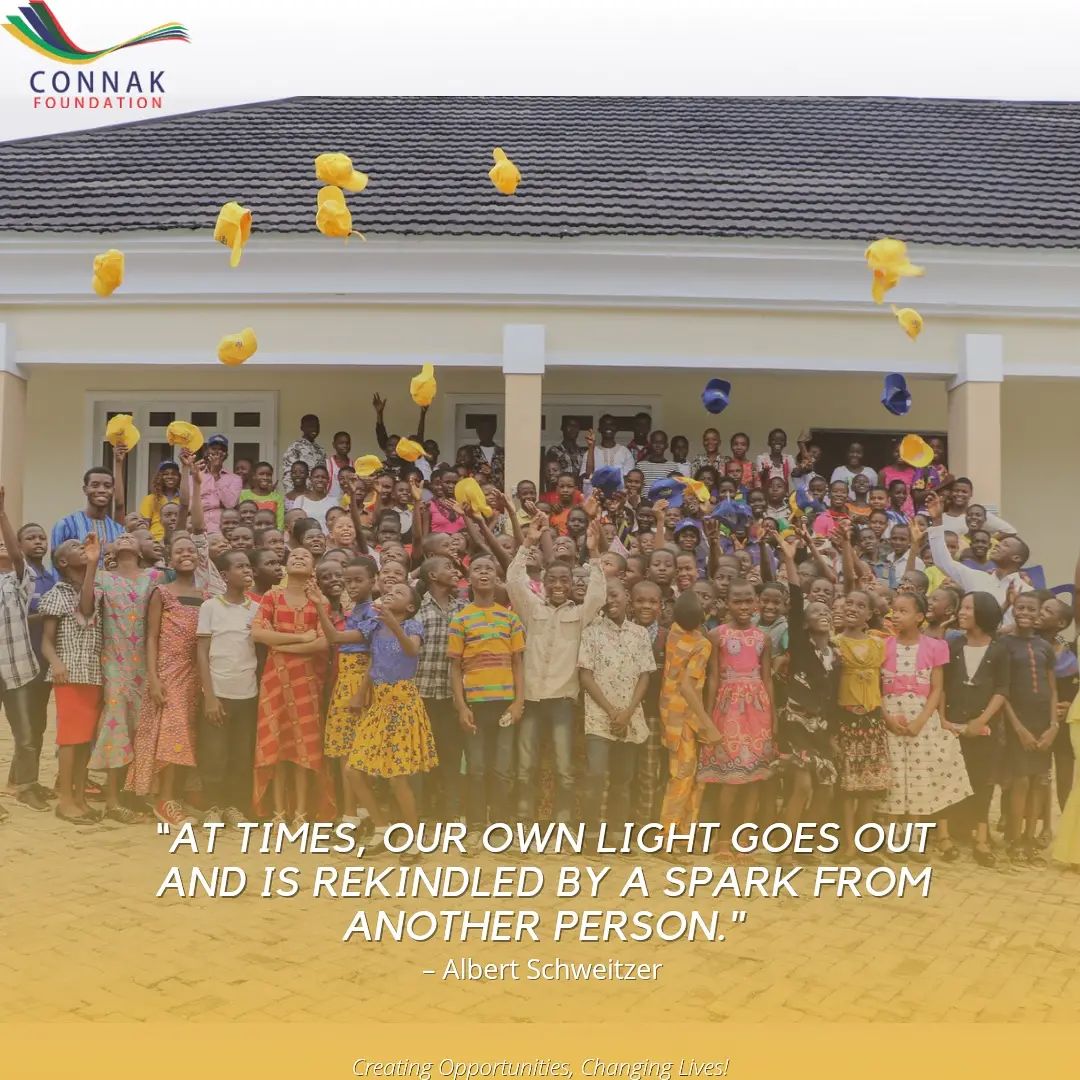 CONNAK
FOUNDATION
"AT TIMES, OUR OWN LIGHT GOES OUT
AND IS REKINDLED BY A SPARK FROM
ANOTHER PERSON."
– Albert Schweitzer
Creating Opportunities, Changing Lives!